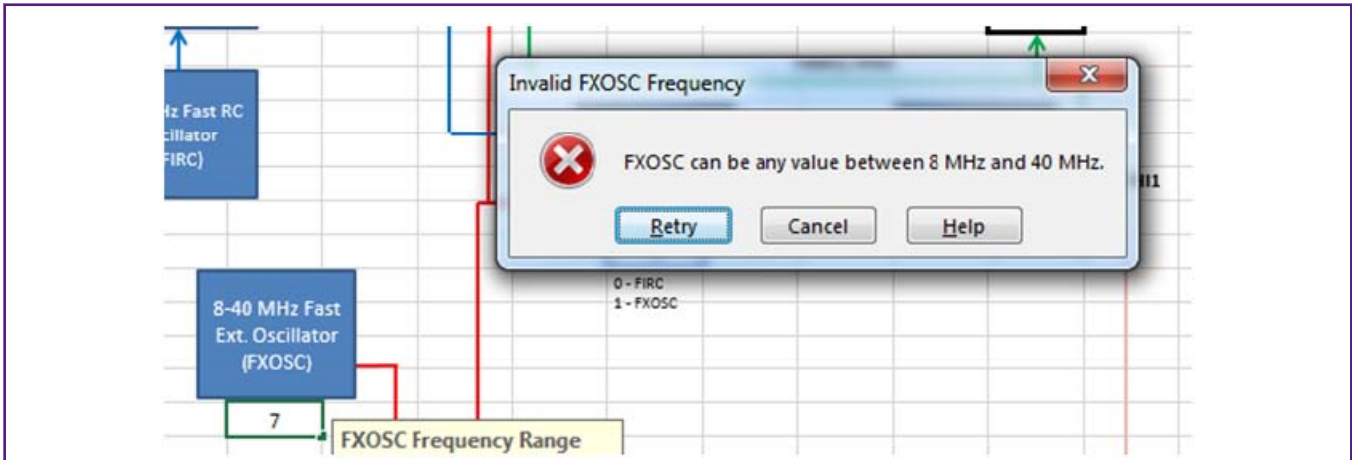 Hz Fast RC
cillator
FIRC)
Invalid FXOSC Frequency
FXOSC can be any value between 8 MHz and 40 MHz.
Retry
Cancel
Help
0 - FIRC
1 - FXOSC
8-40 MHz Fast
Ext. Oscillator
(FXOSC)
7
FXOSC Frequency Range